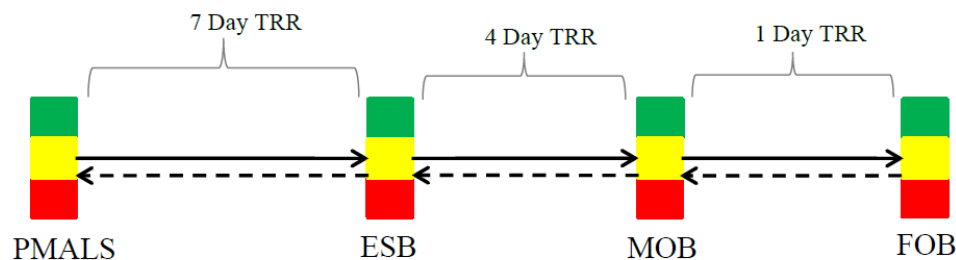 7 Day TRR
4 Day TRR
1 Day TRR
PMALS
ESB
MOB
FOB